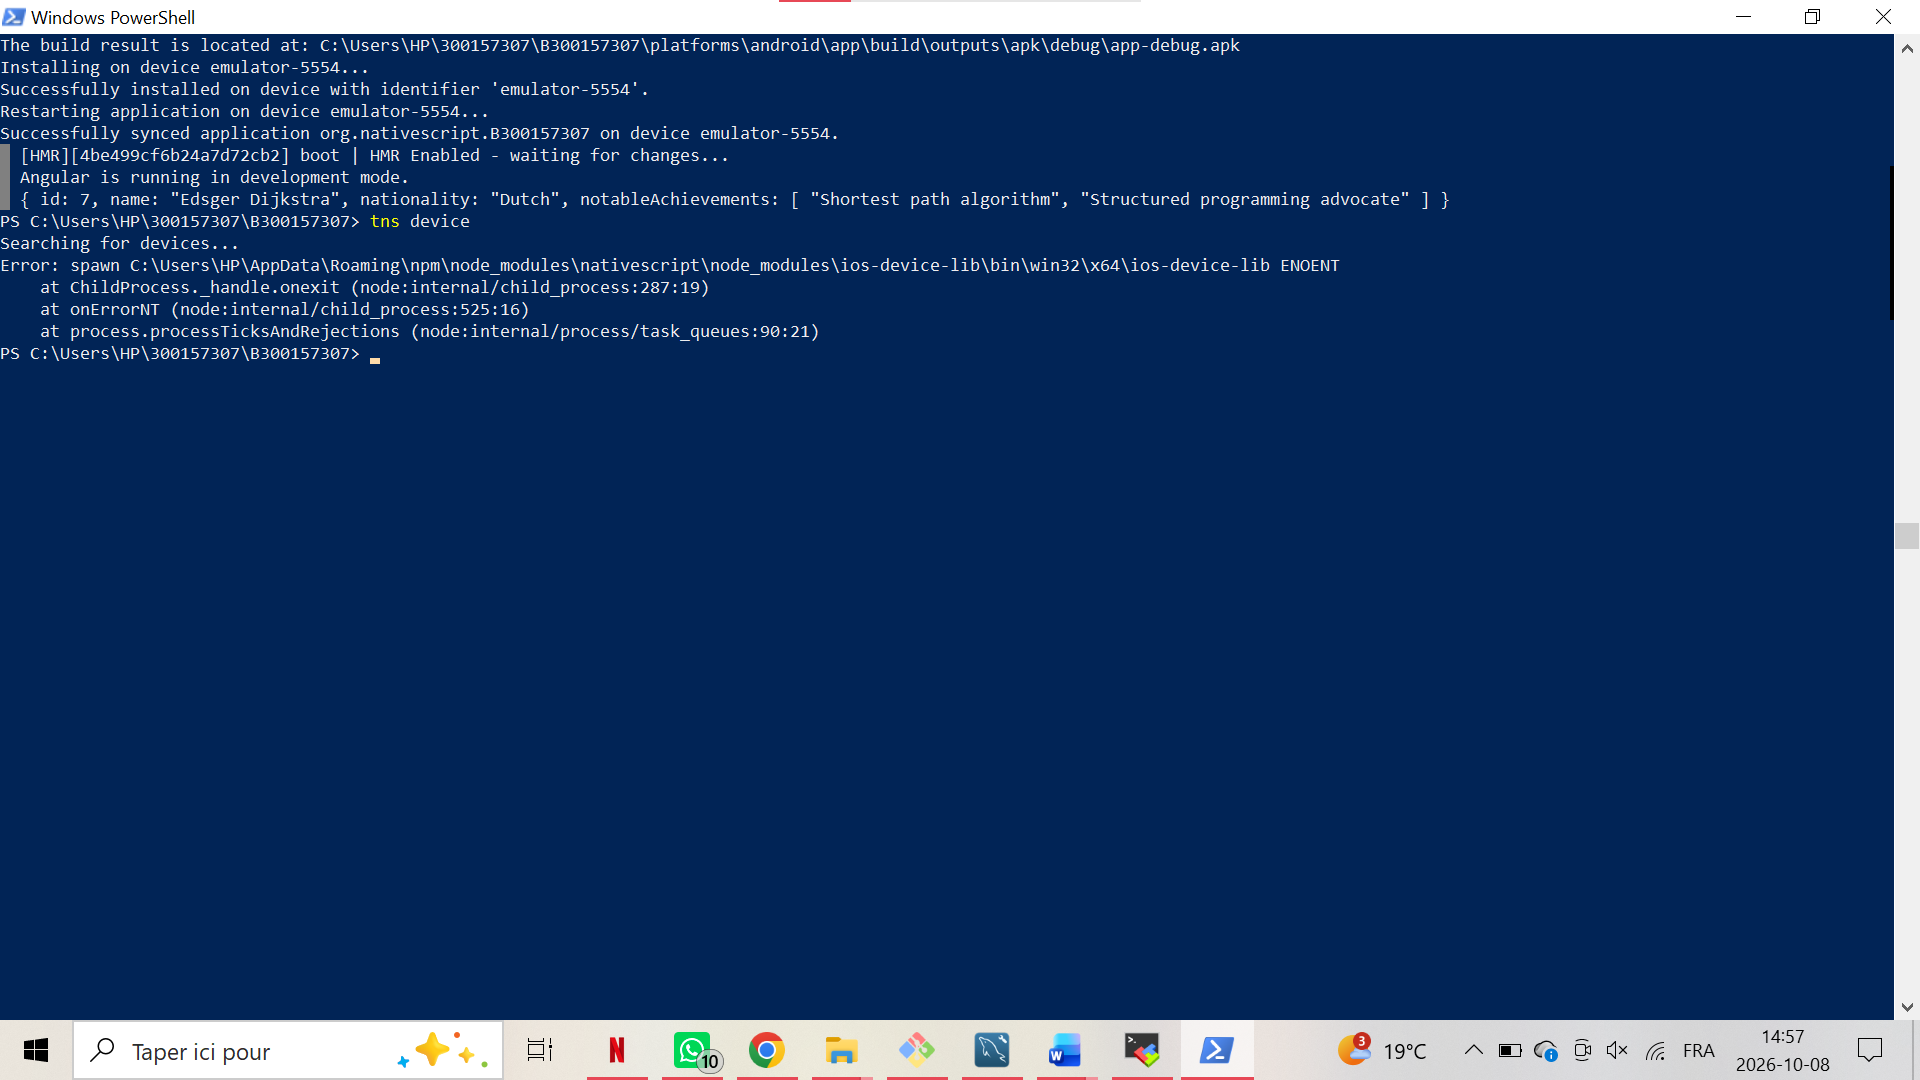 Windows PowerShell
The build result is located at: C:\Users\HP\300157307\B300157307\platforms\android\app\build\outputs\apk\debug\app-debug.apk
Installing on device emulator-5554...
Successfully installed on device with identifier 'emulator-5554'.
Restarting application on device emulator-5554...
Successfully synced application org.nativescript.B300157307 on device emulator-5554.
[HMR][4be499cf6b24a7d72cb2] boot | HMR Enabled - waiting for changes...
Angular is running in development mode.
{ id: 7, name: "Edsger Dijkstra", nationality: "Dutch", notableAchievements: [ "Shortest path algorithm", "Structured programming advocate" ] }
PS C:\Users\HP\300157307\B300157307> tns device
Searching for devices...
Error: spawn C:\Users\HP\AppData\Roaming\npm\node_modules\nativescript\node_modules\ios-device-lib\bin\win32\x64\ios-device-lib ENOENT
    at ChildProcess._handle.onexit (node:internal/child_process:287:19)
    at onErrorNT (node:internal/child_process:525:16)
    at process.processTicksAndRejections (node:internal/process/task_queues:90:21)
PS C:\Users\HP\300157307\B300157307>
Taper ici pour
N
10
W
3
19°C
FRA
14:57
2026-10-08